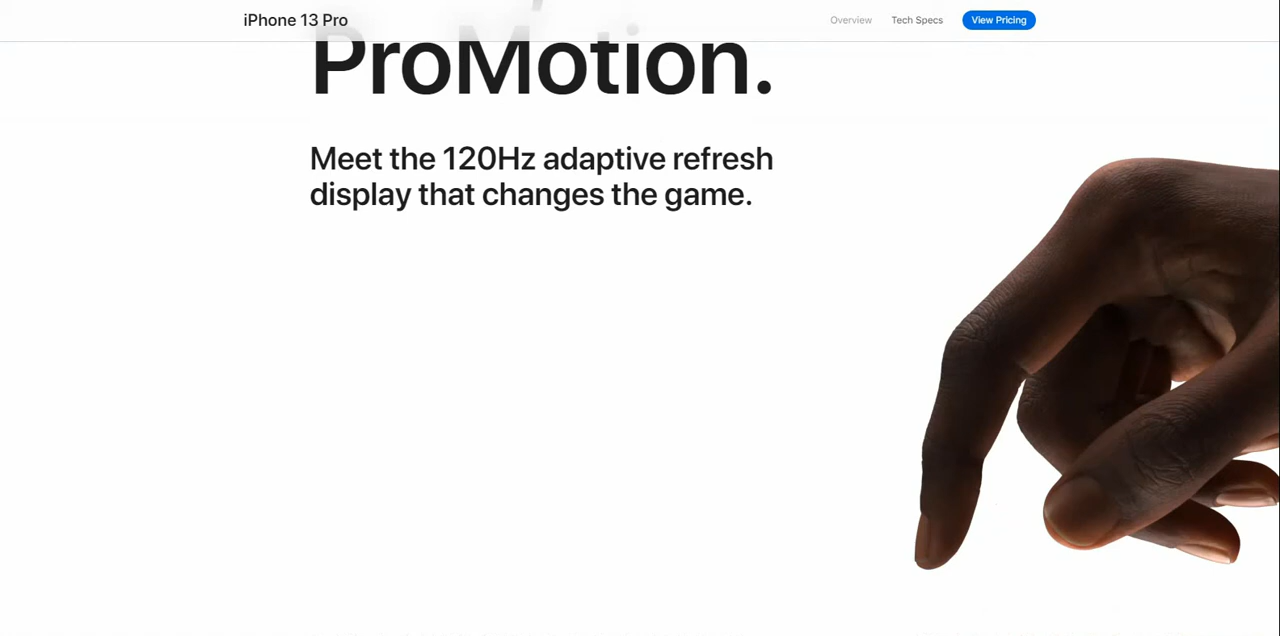 iPhone 13 Pro
Overview
Tech Specs
View Pricing
ProMotion.
Meet the 120Hz adaptive refresh
display that changes the game.